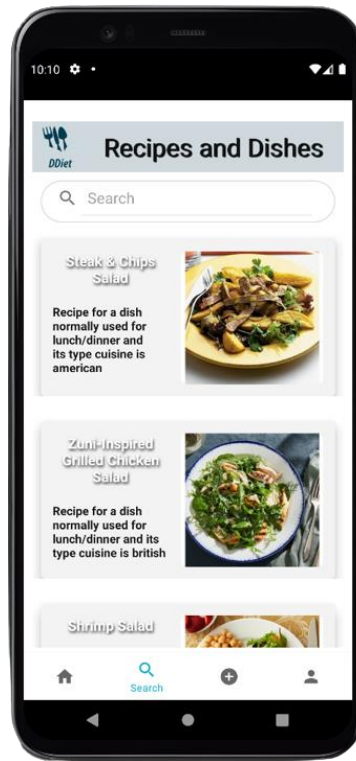 10:10
DDiet
Recipes and Dishes
Search
Steak & Chips
Salad
Recipe for a dish
normally used for
lunch/dinner and
its type cuisine is
american
Zuni-Inspired
Grilled Chicken
Salad
Recipe for a dish
normally used for
lunch/dinner and its
type cuisine is british
Shrimp Salad
Search